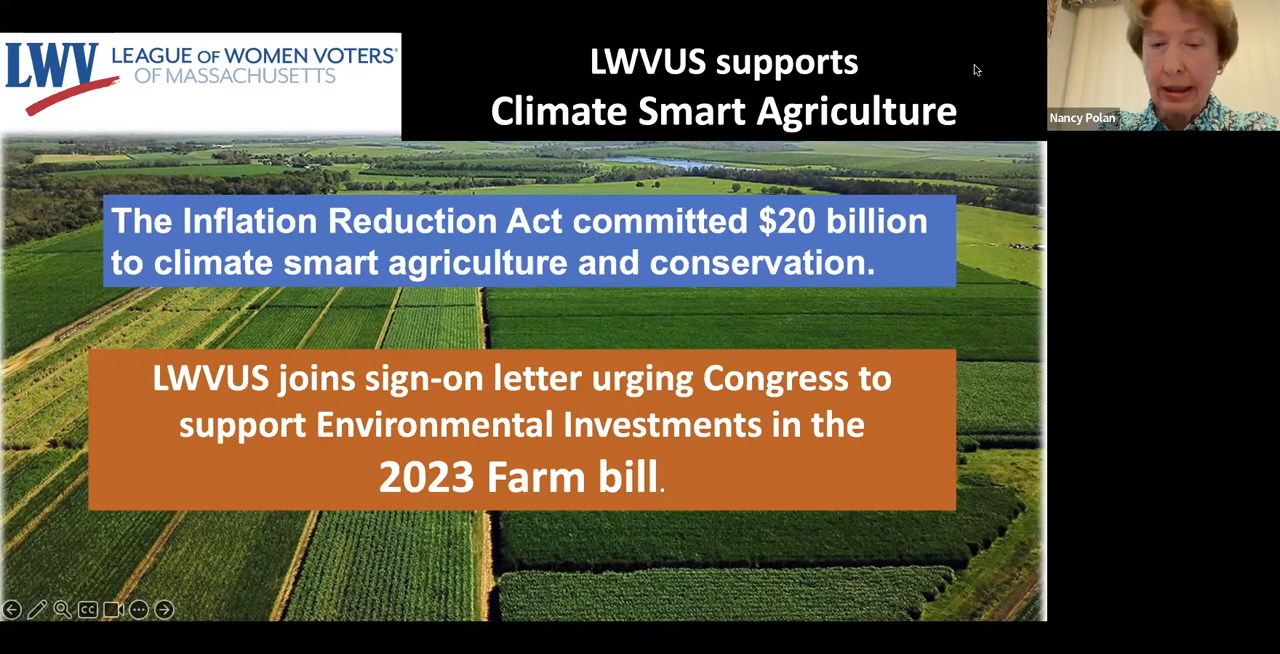 LWV LEAGUE OF WOMEN VOTERS®
OF MASSACHUSETTS
LWVUS supports
Climate Smart Agriculture
Nancy Polan
The Inflation Reduction Act committed $20 billion
to climate smart agriculture and conservation.
LWVUS joins sign-on letter urging Congress to
support Environmental Investments in the
2023 Farm bill.
CC